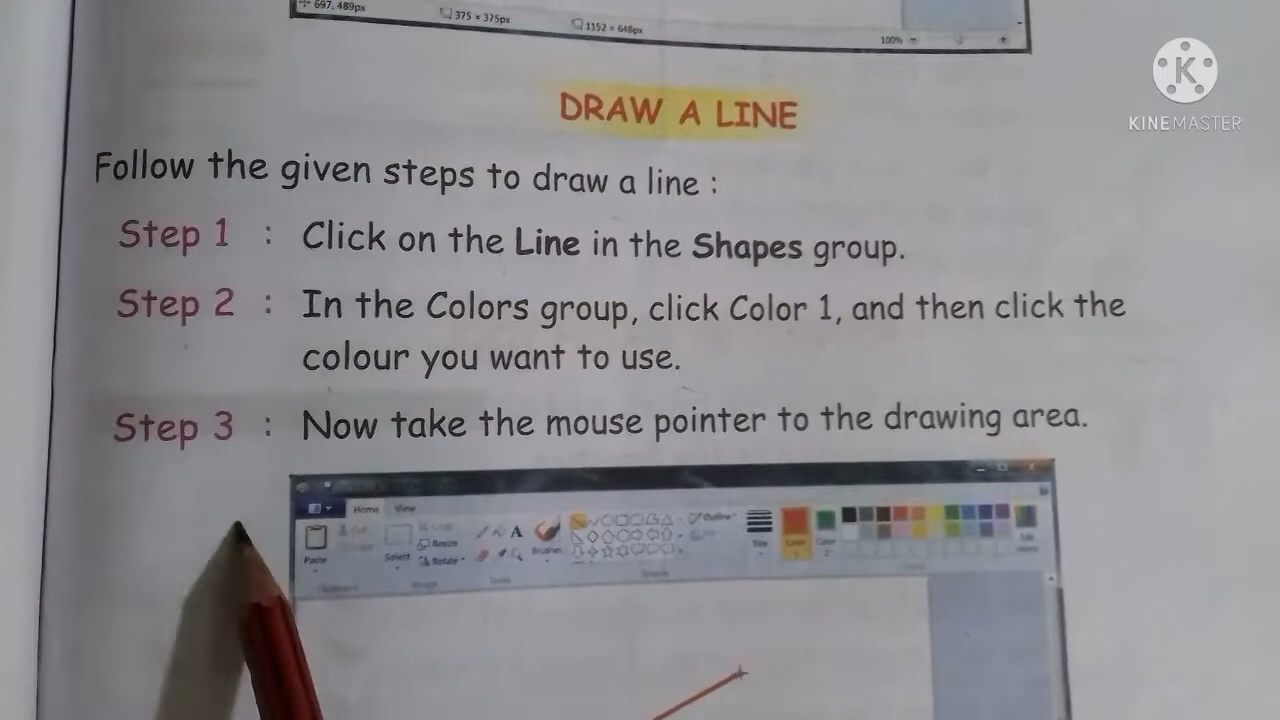 697, 489px
375 × 375px
1152 × 648px
100%
KINEMASTER
DRAW A LINE
Follow the given steps to draw a line :
Step 1 : Click on the Line in the Shapes group.
Step 2 : In the Colors group, click Color 1, and then click the
colour you want to use.
Step 3 : Now take the mouse pointer to the drawing area.
Home View
Paste
Select
Resize
Rotate
A
Brushes
Outline
Color
2